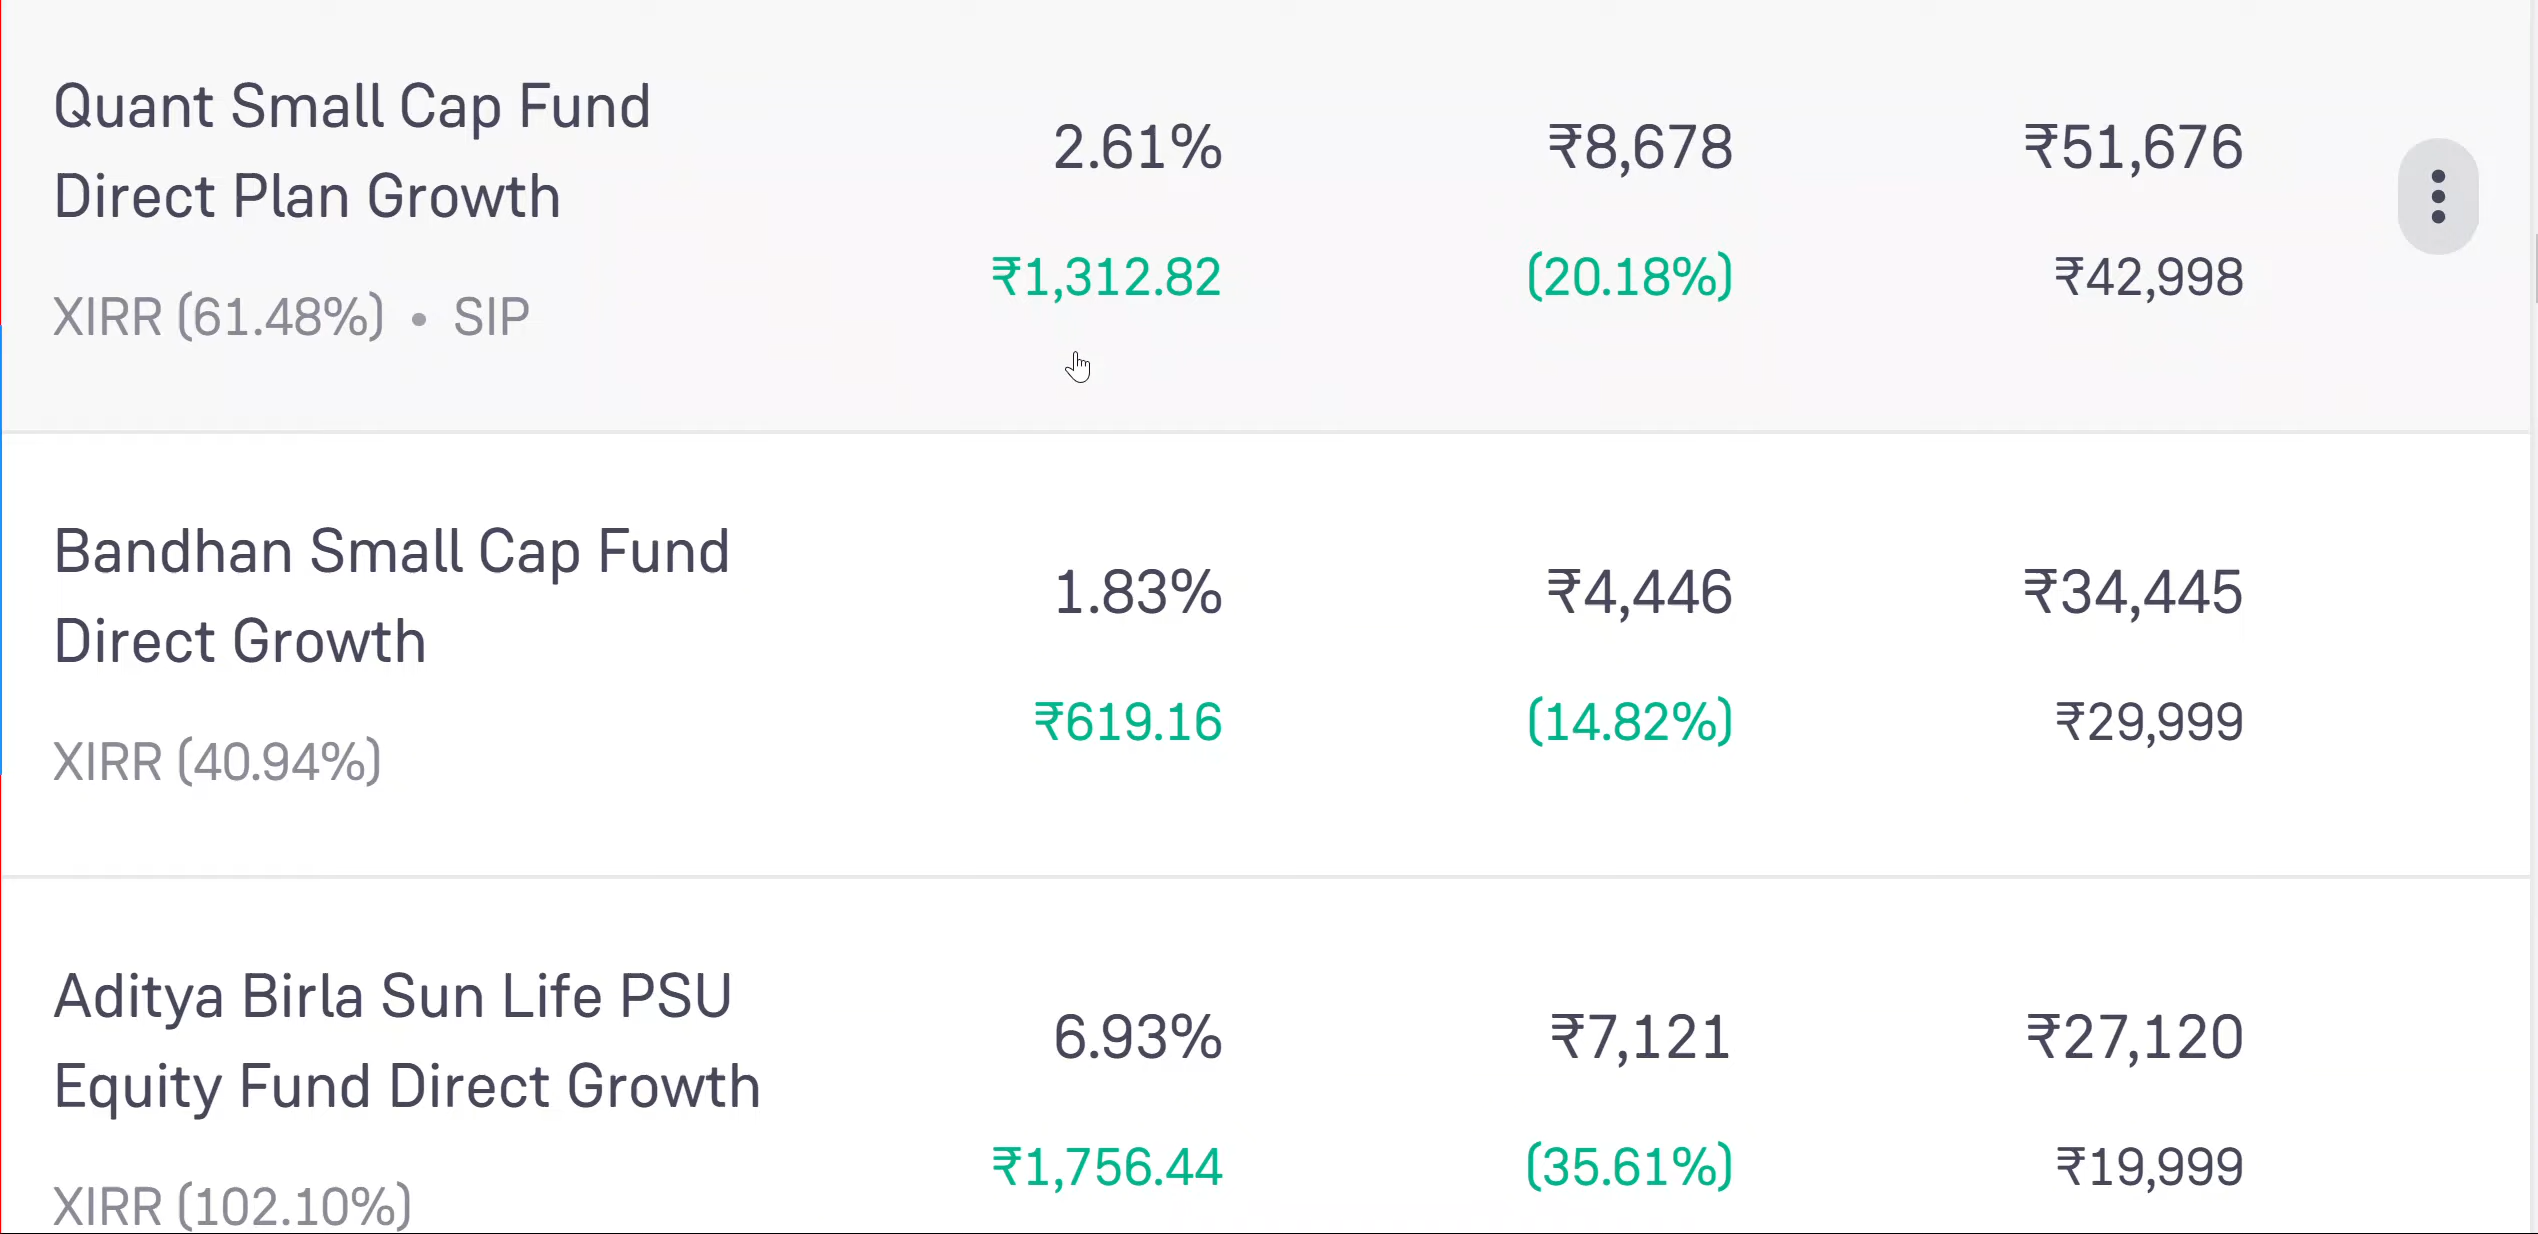 Quant Small Cap Fund
Direct Plan Growth
XIRR (61.48%) • SIP
2.61%
₹1,312.82
₹8,678
(20.18%)
₹51,676
₹42,998
Bandhan Small Cap Fund
Direct Growth
XIRR (40.94%)
1.83%
₹619.16
₹4,446
(14.82%)
₹34,445
₹29,999
Aditya Birla Sun Life PSU
Equity Fund Direct Growth
XIRR (102.10%)
6.93%
₹1,756.44
₹7,121
(35.61%)
₹27,120
₹19,999